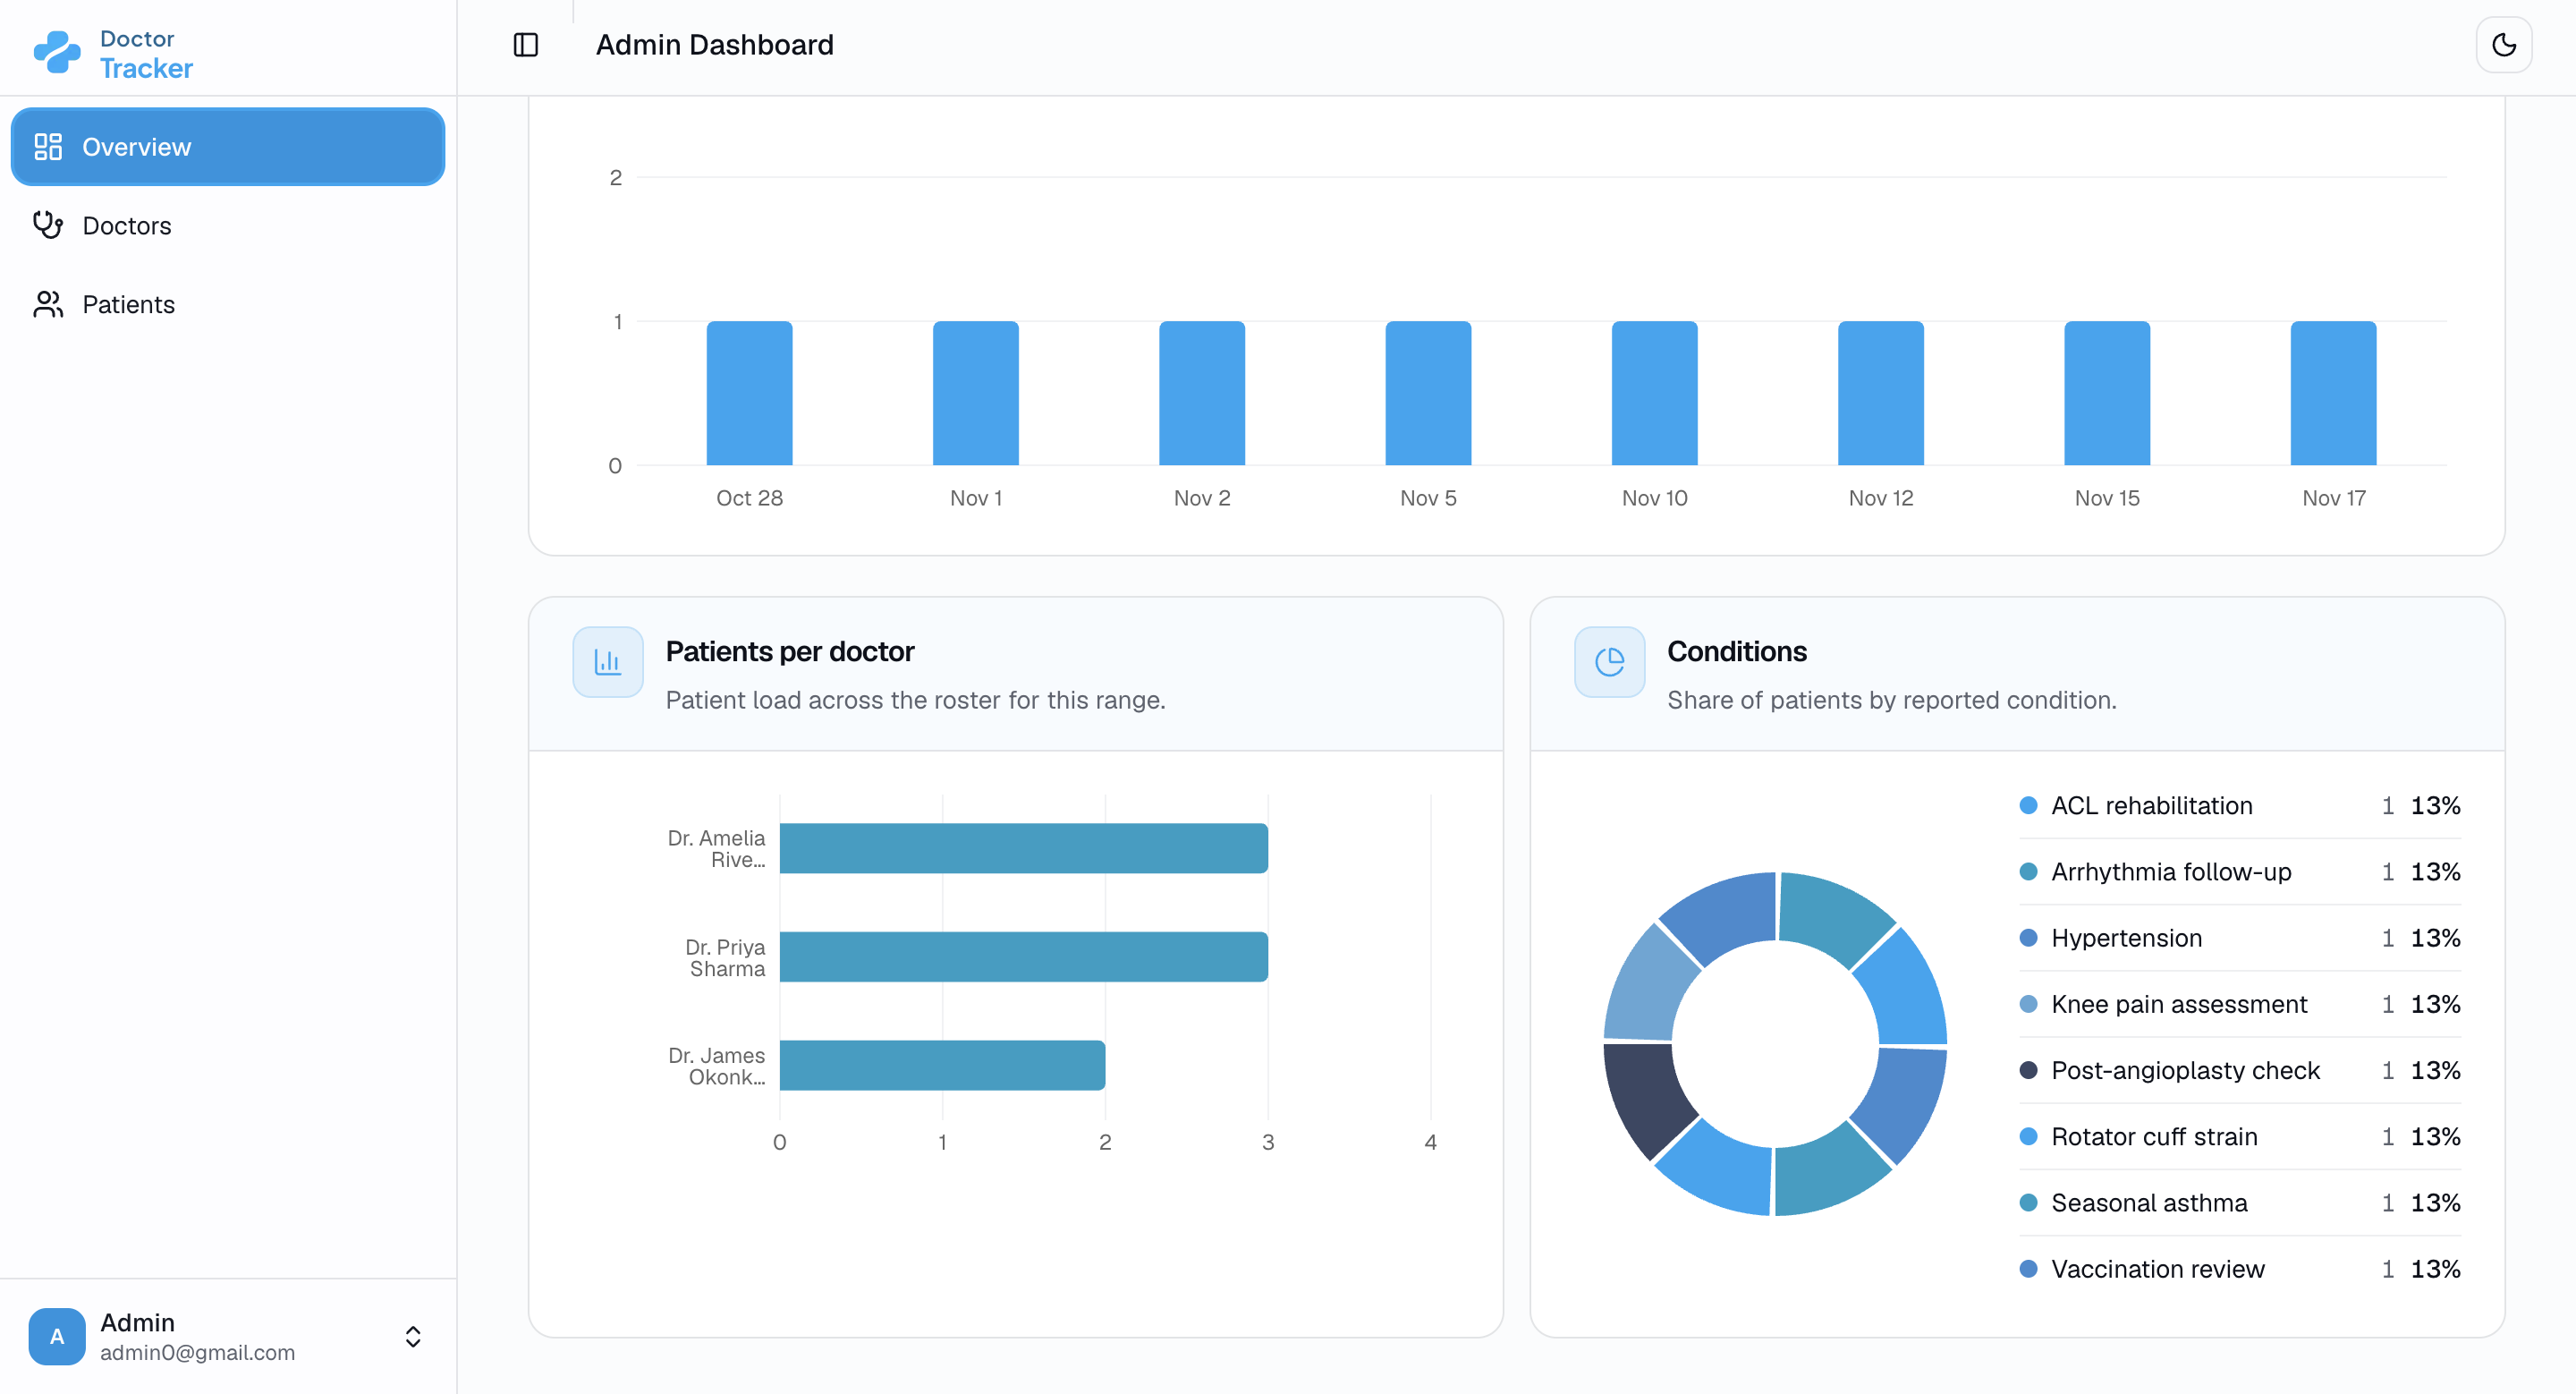 Doctor
Tracker
Admin Dashboard
Overview
Doctors
Patients
2
1
0
Oct 28 Nov 1 Nov 2 Nov 5 Nov 10 Nov 12 Nov 15 Nov 17
Patients per doctor
Patient load across the roster for this range.
Dr. Amelia
Rive...
Dr. Priya
Sharma
Dr. James
Okonk...
0 1 2 3 4
Conditions
Share of patients by reported condition.
ACL rehabilitation 1 13%
Arrhythmia follow-up 1 13%
Hypertension 1 13%
Knee pain assessment 1 13%
Post-angioplasty check 1 13%
Rotator cuff strain 1 13%
Seasonal asthma 1 13%
Vaccination review 1 13%
A
Admin
admin0@gmail.com